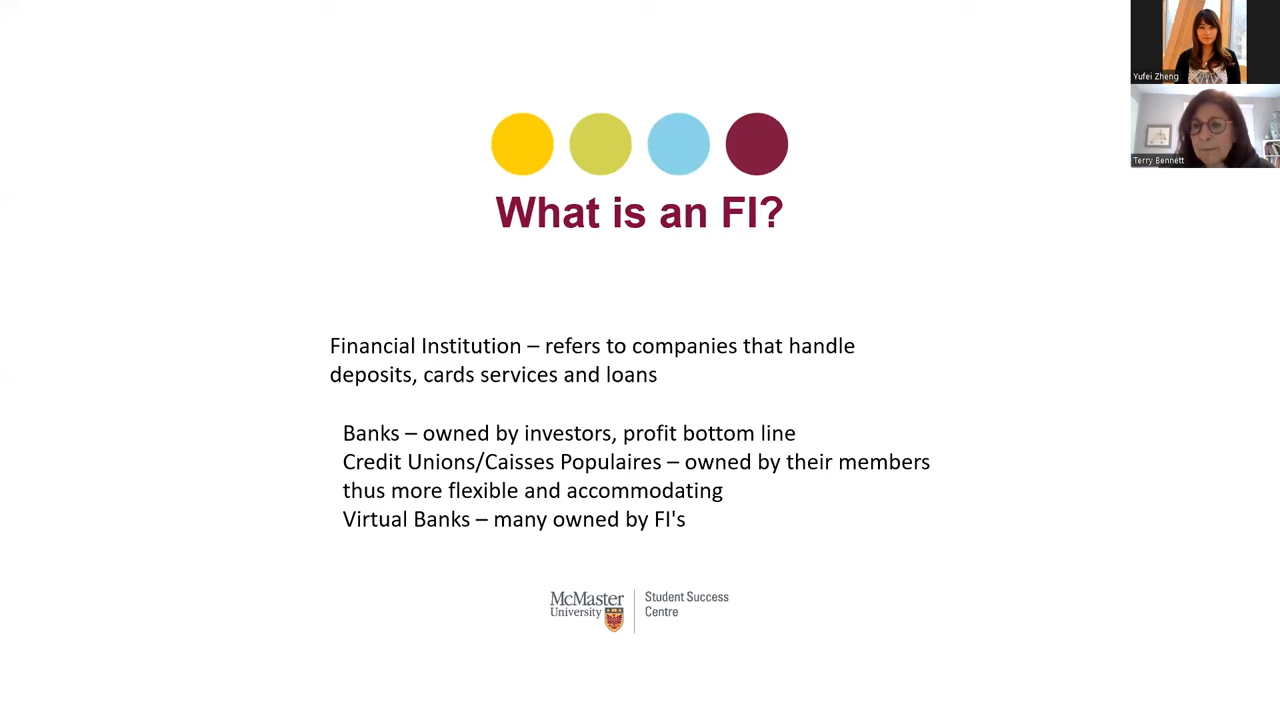 What is an FI?
Financial Institution – refers to companies that handle
deposits, cards services and loans
Banks – owned by investors, profit bottom line
Credit Unions/Caisses Populaires – owned by their members
thus more flexible and accommodating
Virtual Banks – many owned by FI's
McMaster
University
Student Success
Centre
Yufei Zheng
Terry Bennett